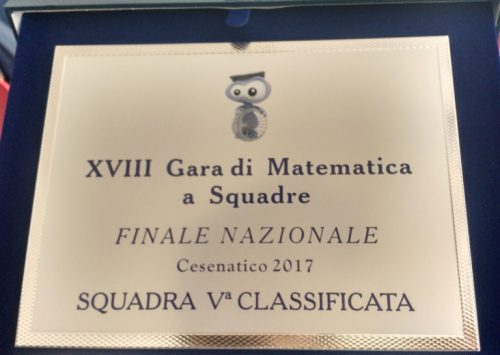 XVIII Gara di Matematica
a Squadre
FINALE NAZIONALE
Cesenatico 2017
SQUADRA Vª CLASSIFICATA